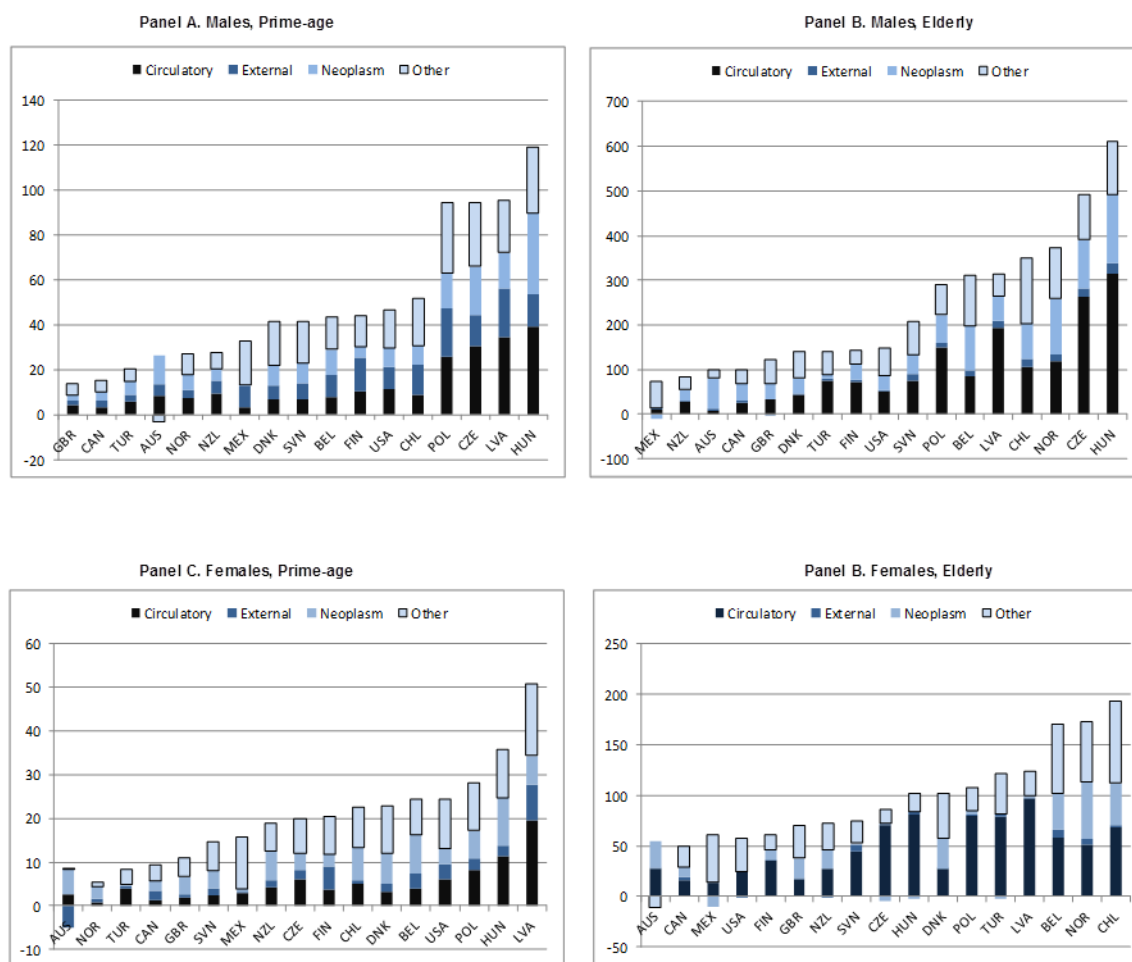 Panel A. Males, Prime-age
Circulatory External Neoplasm Other
140
120
100
80
60
40
20
0
-20
GBR CAN TUR AUS NOR NZL MEX DNK SVN BEL FIN USA CHL POL CZE LVA HUN
Panel B. Males, Elderly
Circulatory External Neoplasm Other
700
600
500
400
300
200
100
0
-100
MEX NZL AUS CAN GBR DNK TUR FIN USA SVN POL BEL LVA CHL NOR CZE HUN
Panel C. Females, Prime-age
Circulatory External Neoplasm Other
60
50
40
30
20
10
0
-10
AUS NOR TUR CAN GBR SVN MEX NZL CZE FIN CHL DNK BEL USA POL HUN LVA
Panel B. Females, Elderly
Circulatory External Neoplasm Other
250
200
150
100
50
0
-50
AUS CAN MEX USA FIN GBR NZL SVN CZE HUN DNK POL TUR LVA BEL NOR CHL